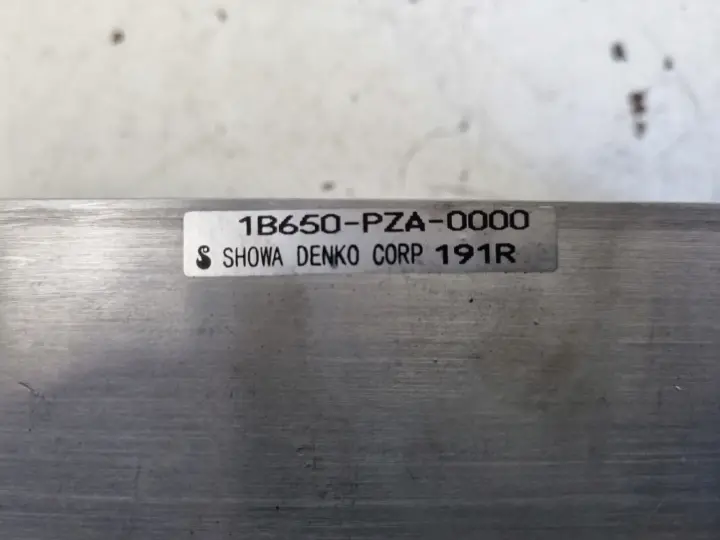 1B650-PZA-0000
SHOWA DENKO CORP 191R